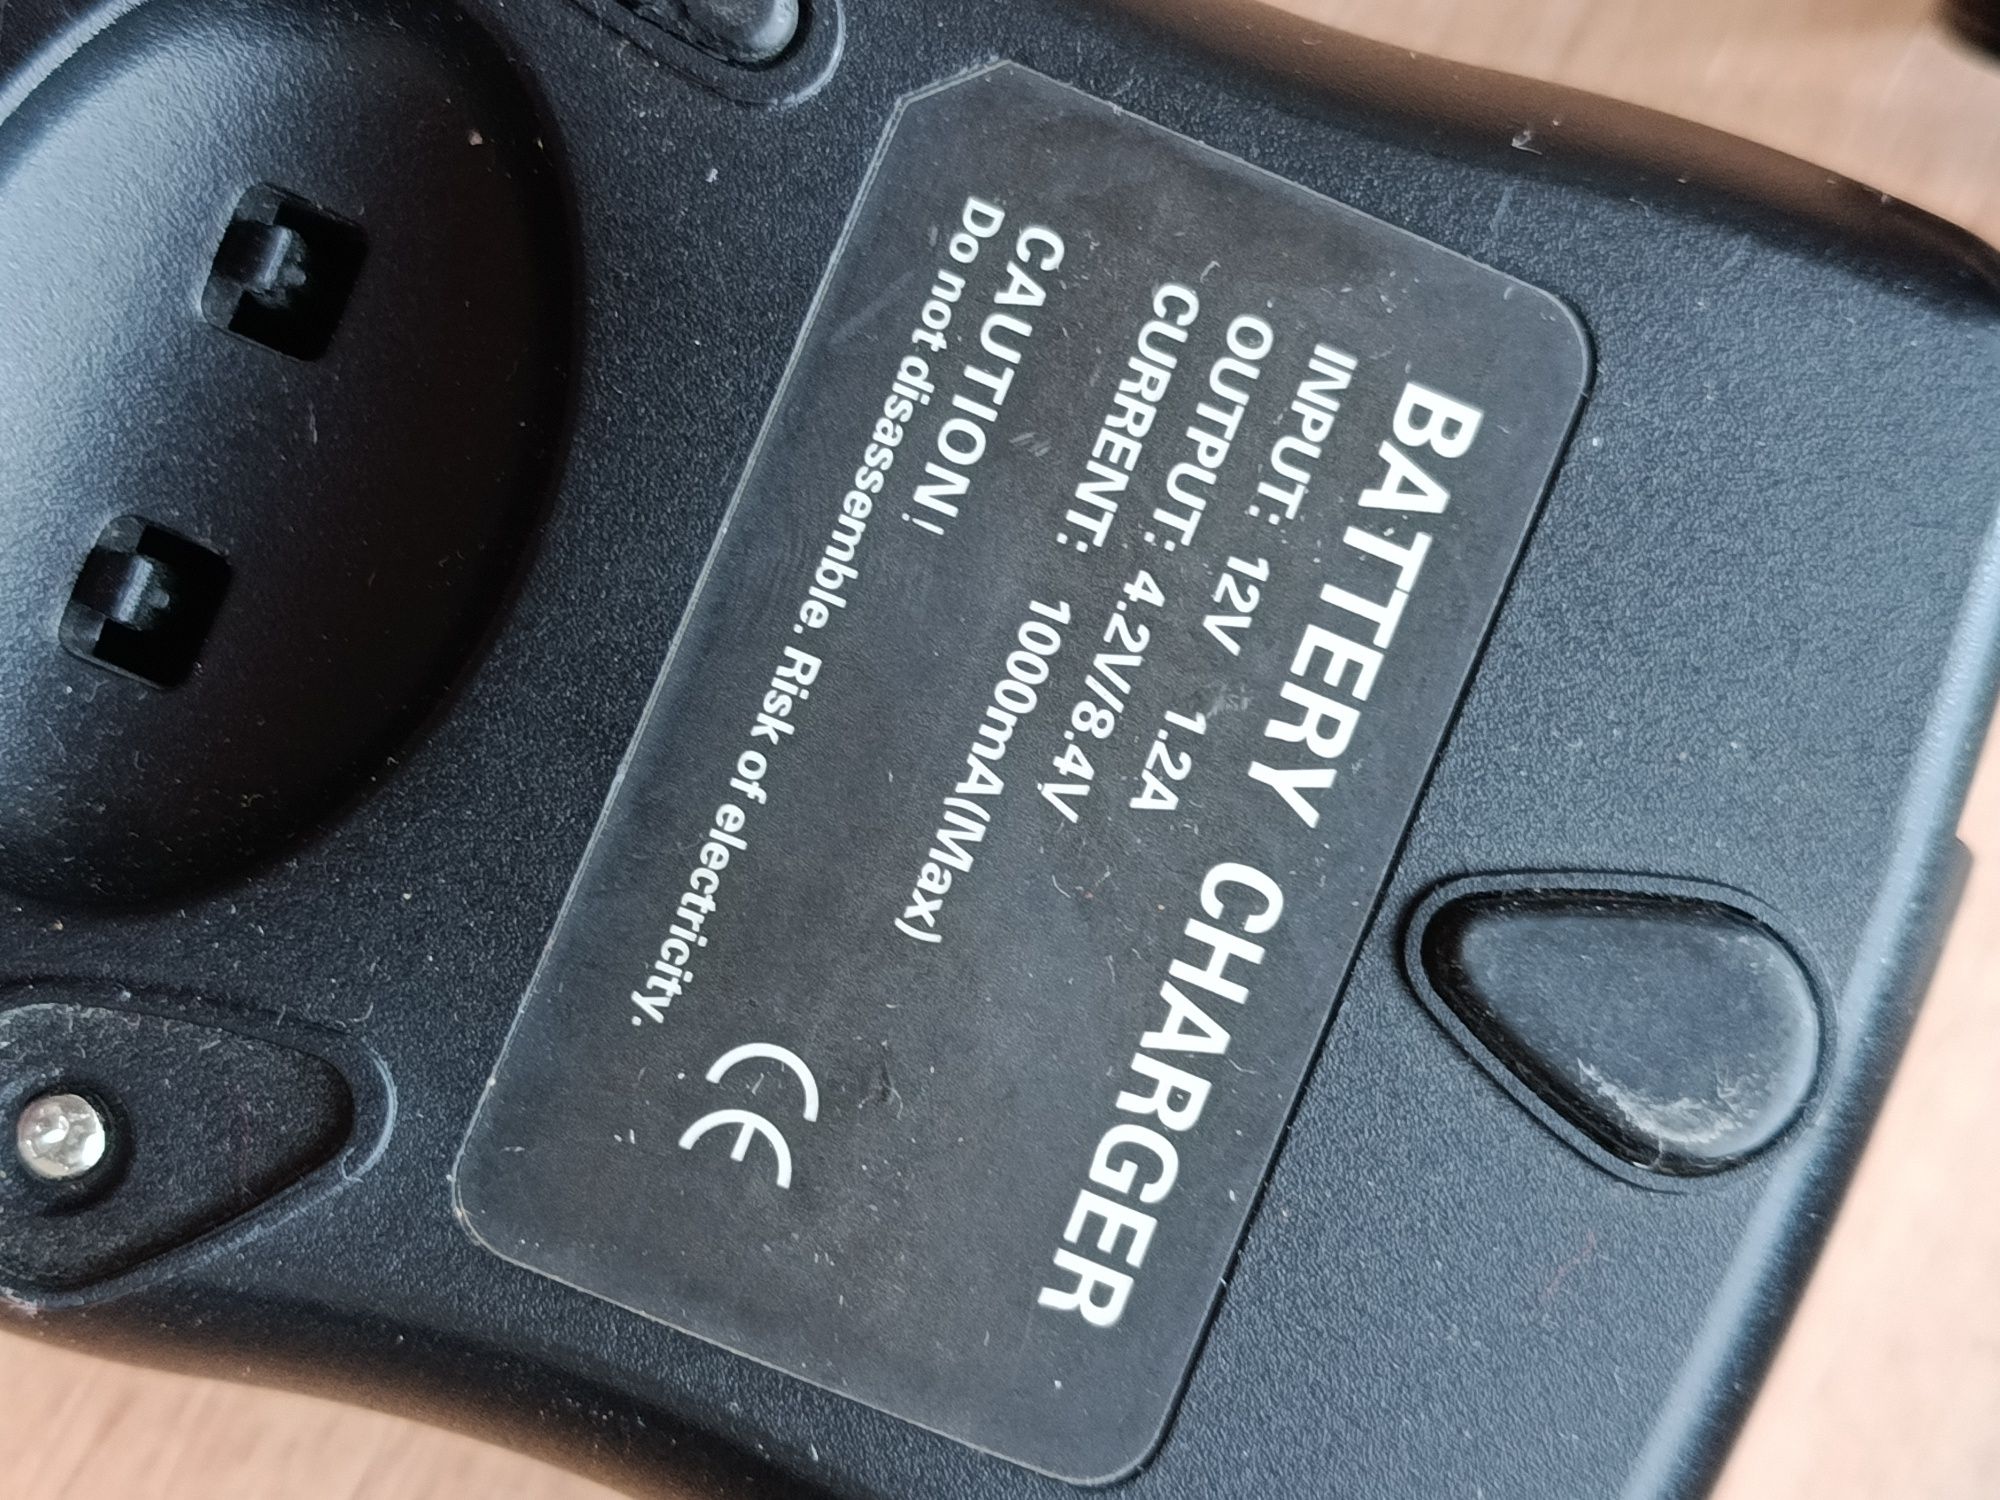 BATTERY CHARGER
INPUT: 12V 1.2A
OUTPUT: 4.2V/8.4V
CURRENT: 1000mA(Max)
CAUTION!
Do not disassemble. Risk of electricity.
CE